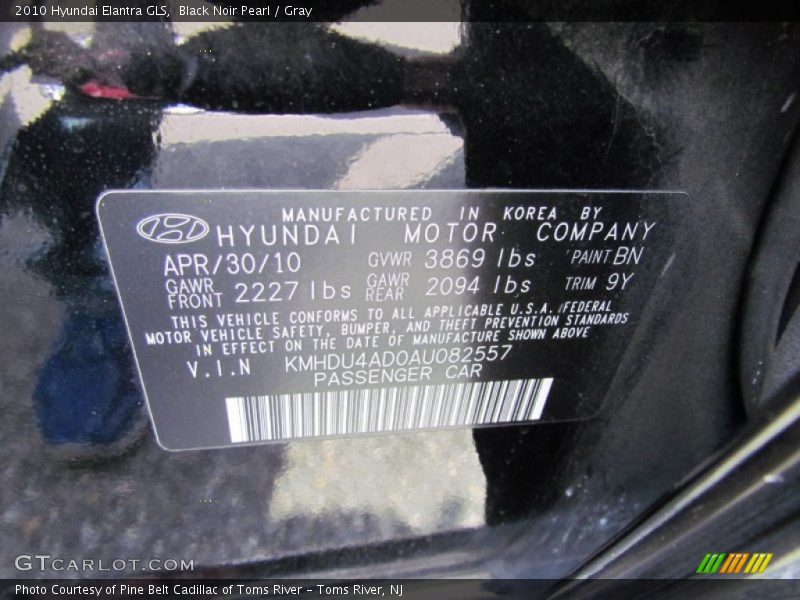 2010 Hyundai Elantra GLS, Black Noir Pearl / Gray
MANUFACTURED IN KOREA BY
HYUNDAI MOTOR COMPANY
APR/30/10 GVWR 3869 lbs PAINT BN
GAWR FRONT 2227 lbs GAWR REAR 2094 lbs TRIM 9Y
THIS VEHICLE CONFORMS TO ALL APPLICABLE U.S.A. /FEDERAL
MOTOR VEHICLE SAFETY, BUMPER, AND THEFT PREVENTION STANDARDS
IN EFFECT ON THE DATE OF MANUFACTURE SHOWN ABOVE
V.I.N KMHDU4AD0AU082557
PASSENGER CAR
GTCARLOT.COM
Photo Courtesy of Pine Belt Cadillac of Toms River – Toms River, NJ